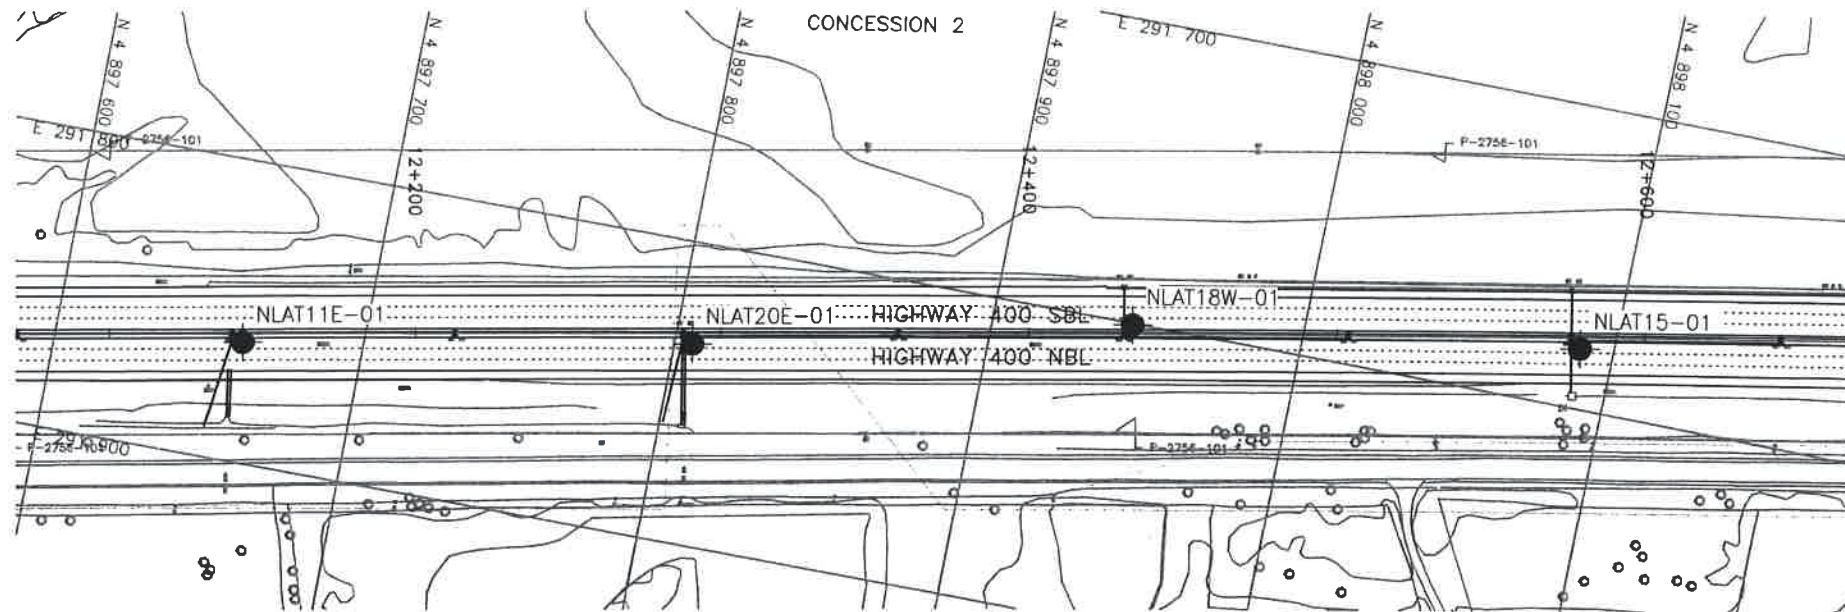 CONCESSION 2
N 4 897 600
N 4 897 700
N 4 897 800
N 4 897 900
N 4 898 000
N 4 898 100
E 291 700
E 291 800
P-2756-101
12+200
12+400
12+600
NLAT11E-01
NLAT20E-01
HIGHWAY 400 SBL
NLAT18W-01
NLAT15-01
HIGHWAY 400 NBL
P-2756-101